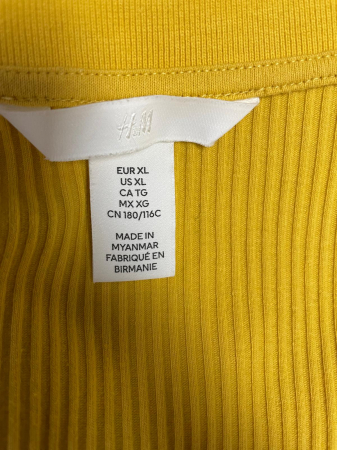 H&M
EUR XL
US XL
CA TG
MX XG
CN 180/116C
MADE IN
MYANMAR
FABRIQUÉ EN
BIRMANIE